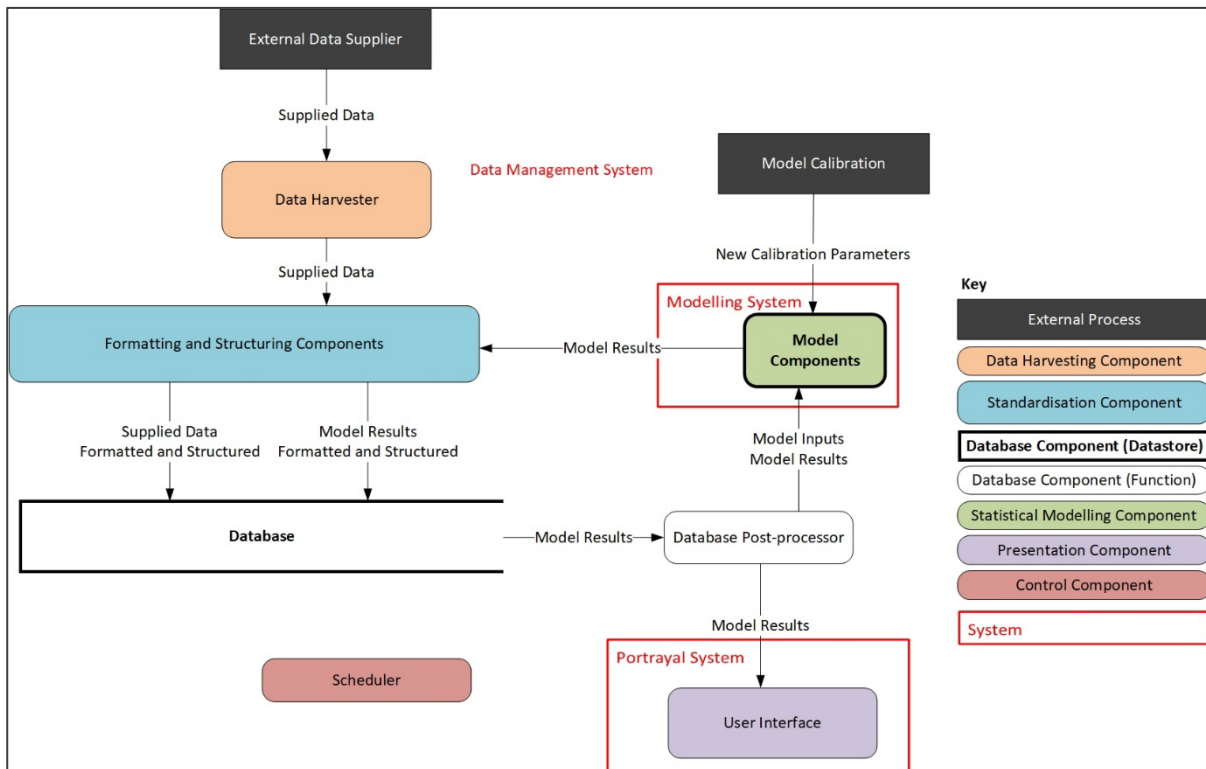 External Data Supplier
Supplied Data
Data Harvester
Data Management System
Model Calibration
Supplied Data
New Calibration Parameters
Formatting and Structuring Components
Model Results
Modelling System
Model
Components
Supplied Data
Formatted and Structured
Model Results
Formatted and Structured
Model Inputs
Model Results
Database
Model Results
Database Post-processor
Model Results
Portrayal System
Scheduler
User Interface
Key
External Process
Data Harvesting Component
Standardisation Component
Database Component (Datastore)
Database Component (Function)
Statistical Modelling Component
Presentation Component
Control Component
System